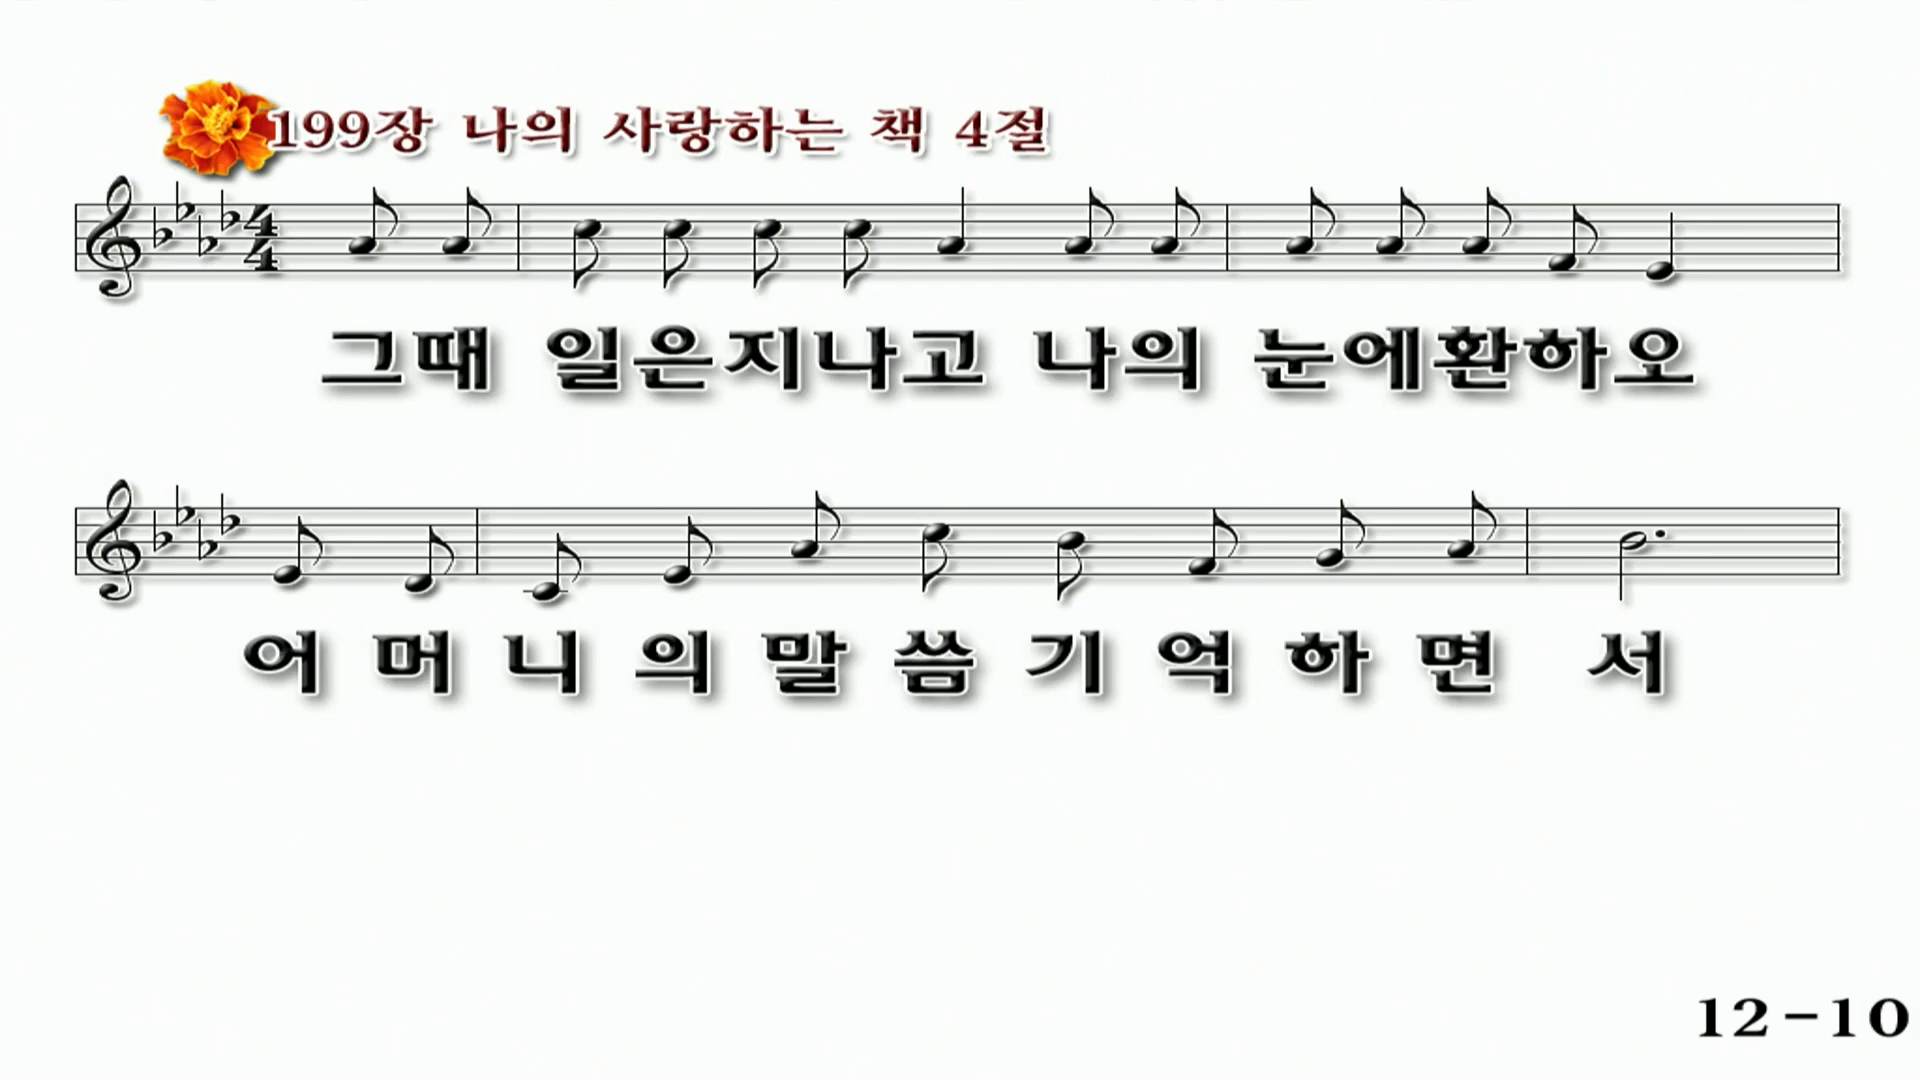 199장 나의 사랑하는 책 4절
그때 일은지나고 나의 눈에환하오
어 머 니 의 말 씀 기 억 하 면 서
12-10